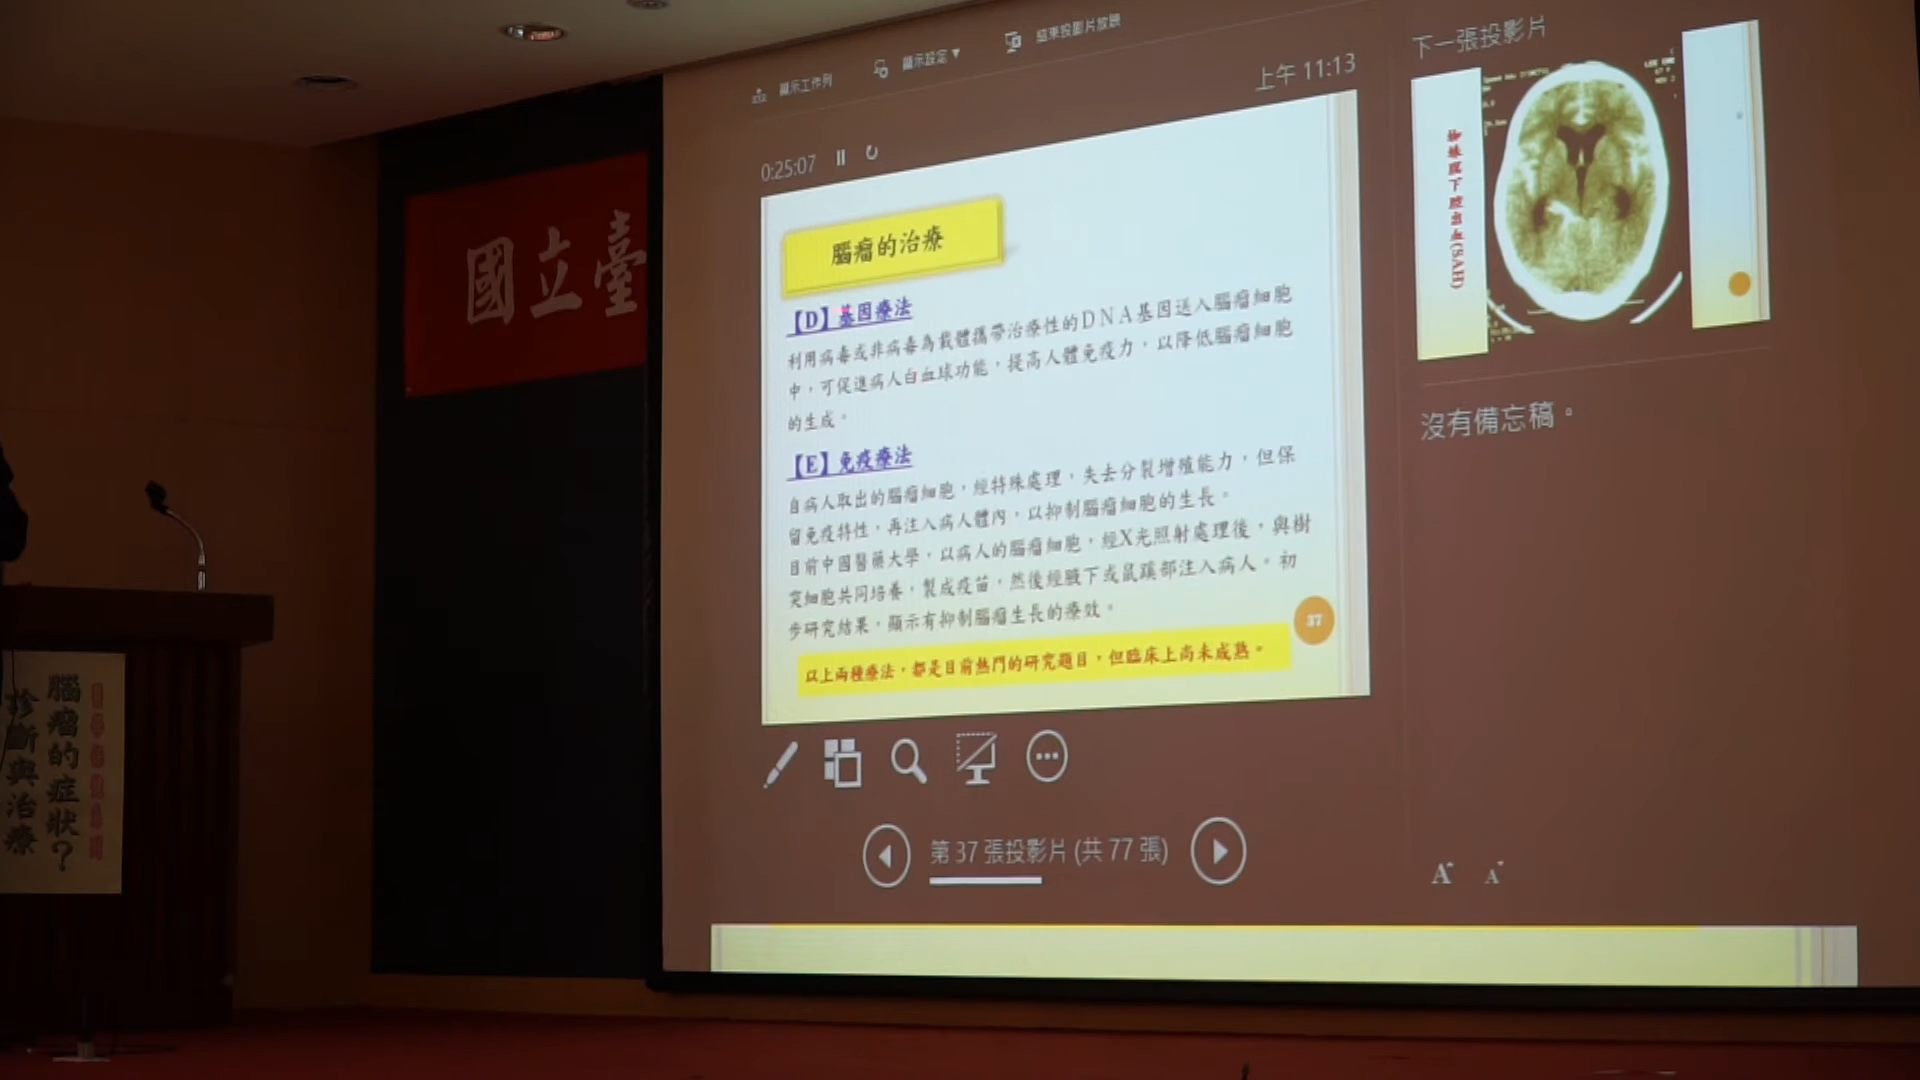 國立臺
顯示工作列
顯示設定 ▼
結束投影片放映
上午 11:13
0:25:07
腦瘤的治療
【D】基因療法
利用病毒或非病毒為載體攜帶治療性的DNA基因送入腦瘤細胞
中，可促進病人白血球功能，提高人體免疫力，以降低腦瘤細胞
的生成。
【E】免疫療法
自病人取出的腦瘤細胞，經特殊處理，失去分裂增殖能力，但保
留免疫特性，再注入病人體內，以抑制腦瘤細胞的生長。
目前中國醫藥大學，以病人的腦瘤細胞，經X光照射處理後，與樹
突細胞共同培養，製成疫苗，然後經腋下或鼠蹊部注入病人。初
步研究結果，顯示有抑制腦瘤生長的療效。
以上兩種療法，都是目前熱門的研究題目，但臨床上尚未成熟。
37
第 37 張投影片 (共 77 張)
下一張投影片
蜘蛛膜下腔出血(SAH)
沒有備忘稿。
A
A
腦瘤的症狀？
診斷與治療